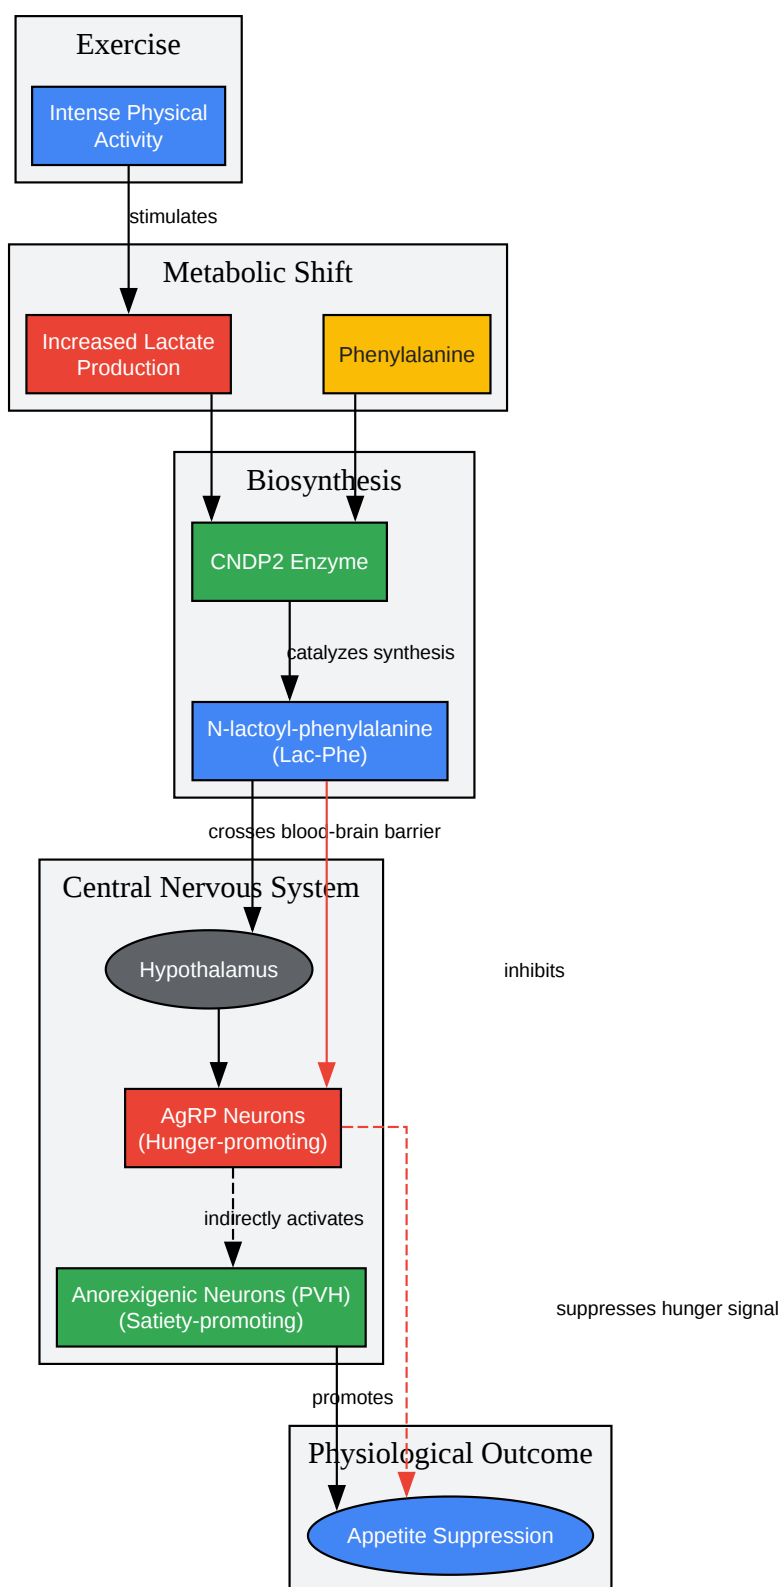 Exercise
Intense Physical
Activity
stimulates
Metabolic Shift
Increased Lactate
Production
Phenylalanine
Biosynthesis
CNDP2 Enzyme
catalyzes synthesis
N-lactoyl-phenylalanine
(Lac-Phe)
crosses blood-brain barrier
Central Nervous System
Hypothalamus
inhibits
AgRP Neurons
(Hunger-promoting)
indirectly activates
Anorexigenic Neurons (PVH)
(Satiety-promoting)
suppresses hunger signal
promotes
Physiological Outcome
Appetite Suppression